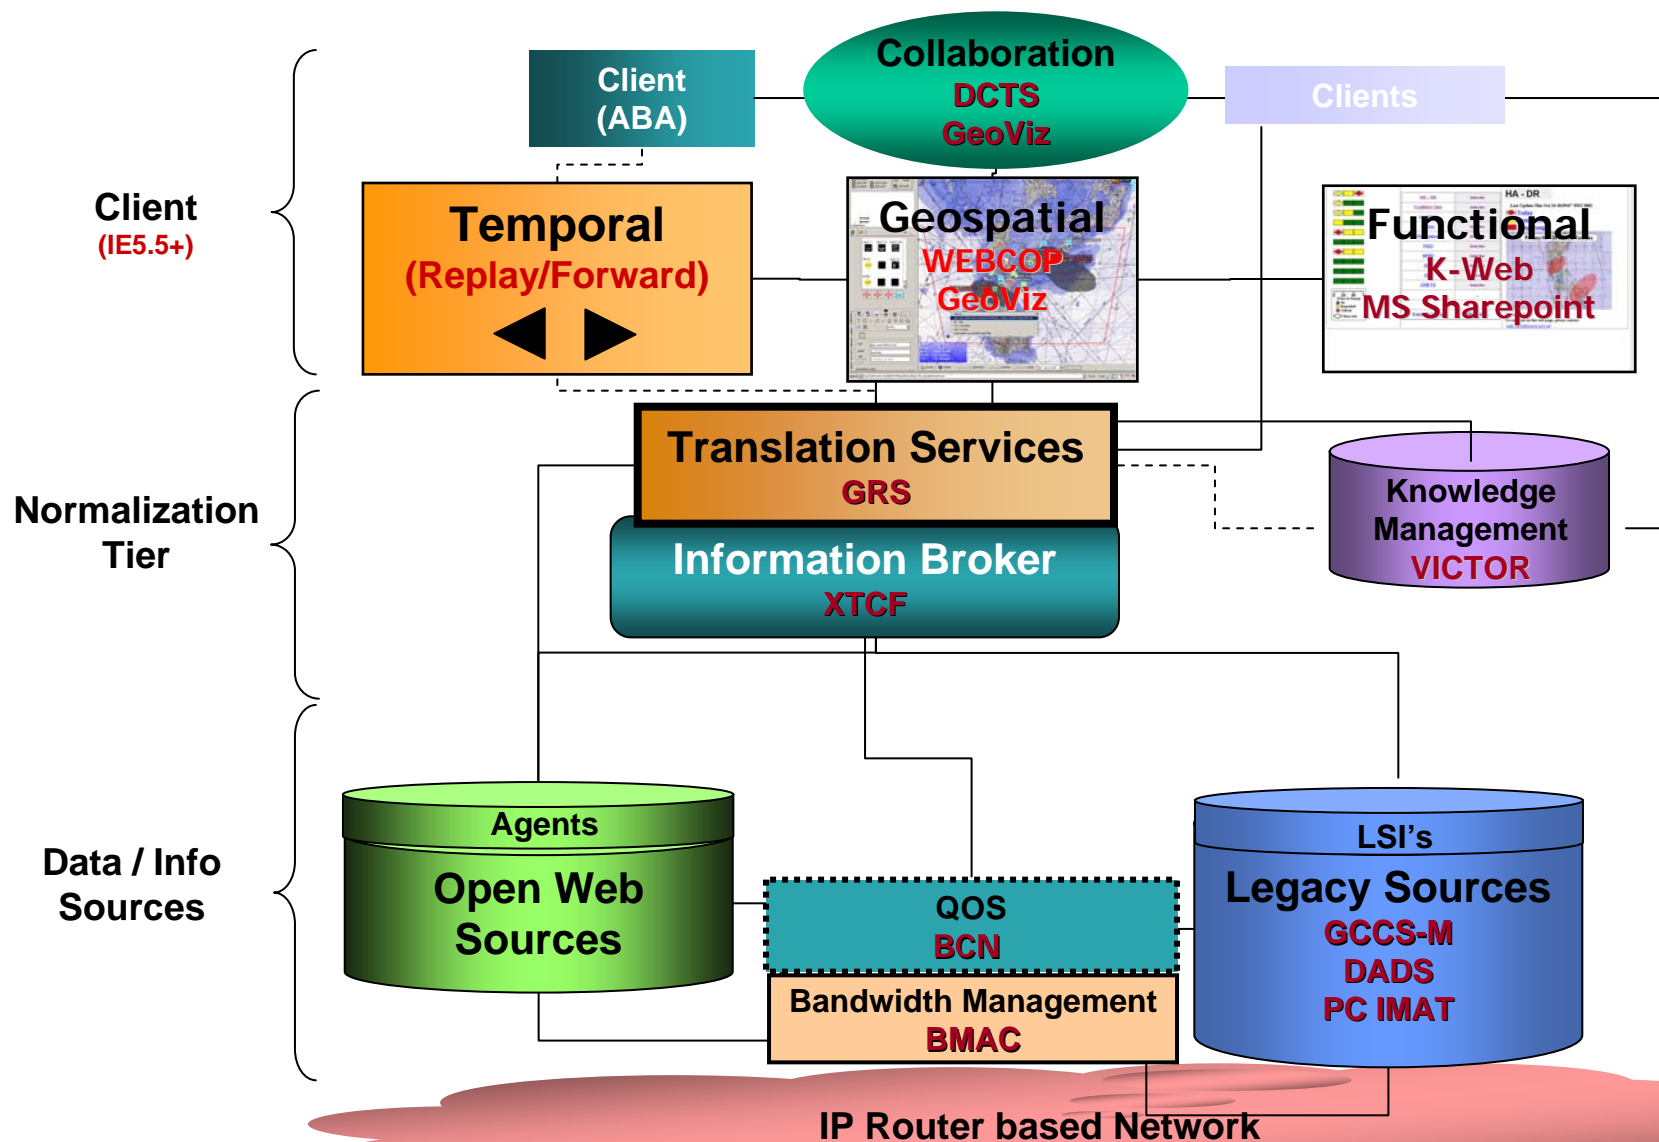 Client
(IE5.5+)
Client
(ABA)
Collaboration
DCTS
GeoViz
Clients
Temporal
(Replay/Forward)
Geospatial
WEBCOP
GeoViz
HA - DR
Functional
K-Web
MS Sharepoint
Normalization
Tier
Translation Services
GRS
Information Broker
XTCF
Knowledge
Management
VICTOR
Data / Info
Sources
Agents
Open Web
Sources
QOS
BCN
Bandwidth Management
BMAC
LSI's
Legacy Sources
GCCS-M
DADS
PC IMAT
IP Router based Network